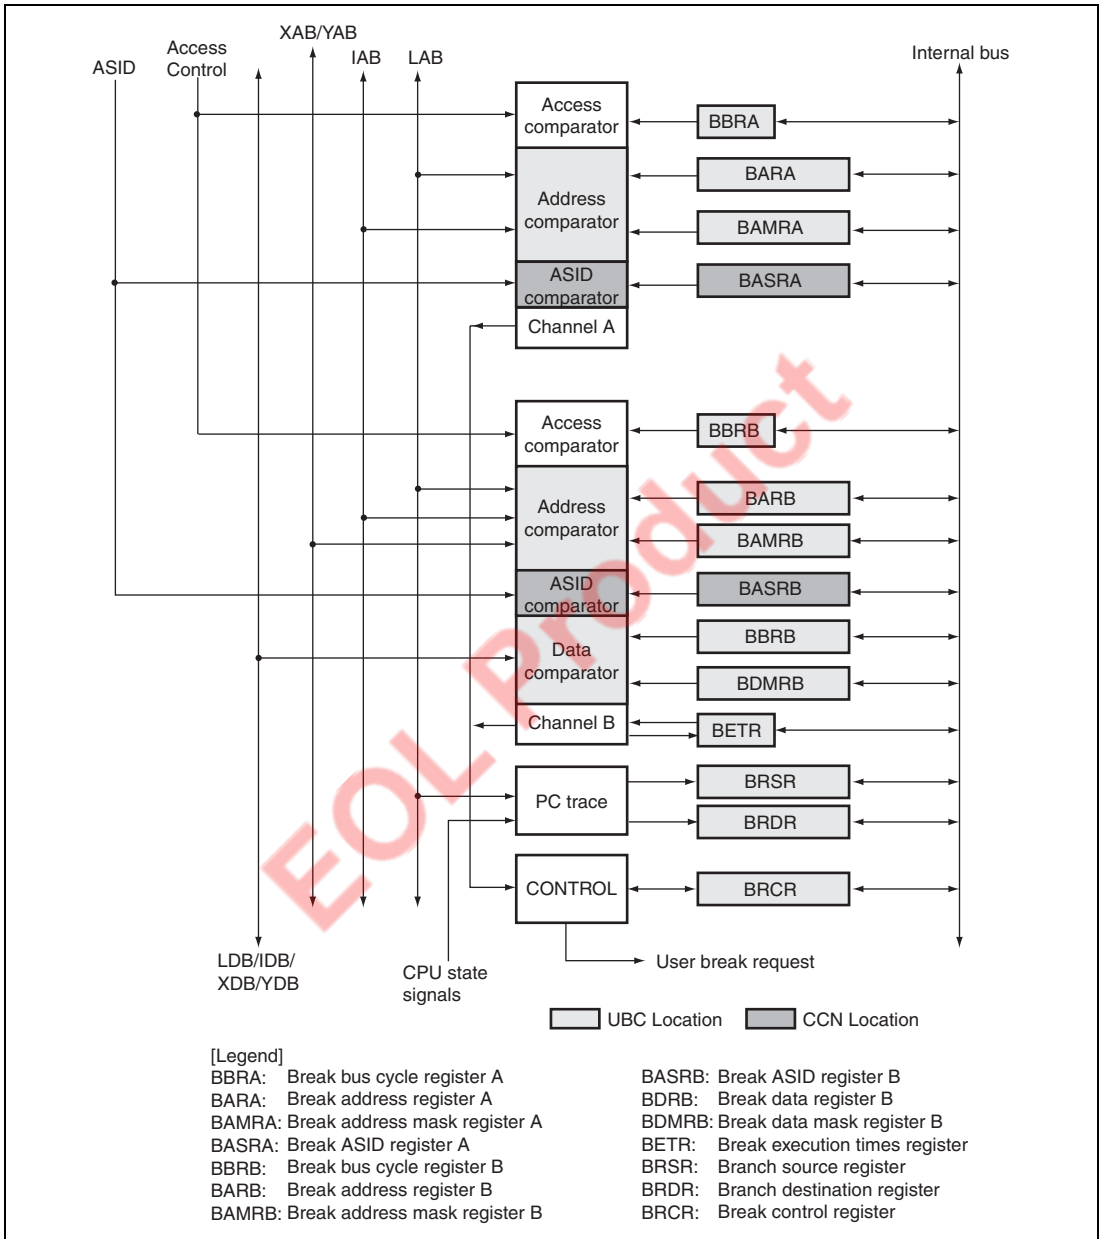 XAB/YAB
Access
Control
IAB
LAB
ASID
Internal bus
Access
comparator
BBRA
Address
comparator
BARA
BAMRA
ASID
comparator
BASRA
Channel A
Access
comparator
BBRB
Address
comparator
BARB
BAMRB
ASID
comparator
BASRB
Data
comparator
BBRB
BDMRB
Channel B
BETR
PC trace
BRSR
BRDR
CONTROL
BRCR
EOL Product
LDB/IDB/
XDB/YDB
CPU state
signals
User break request
UBC Location
CCN Location
[Legend]
BBRA: Break bus cycle register A
BARA: Break address register A
BAMRA: Break address mask register A
BASRA: Break ASID register A
BBRB: Break bus cycle register B
BARB: Break address register B
BAMRB: Break address mask register B
BASRB: Break ASID register B
BDRB: Break data register B
BDMRB: Break data mask register B
BETR: Break execution times register
BRSR: Branch source register
BRDR: Branch destination register
BRCR: Break control register